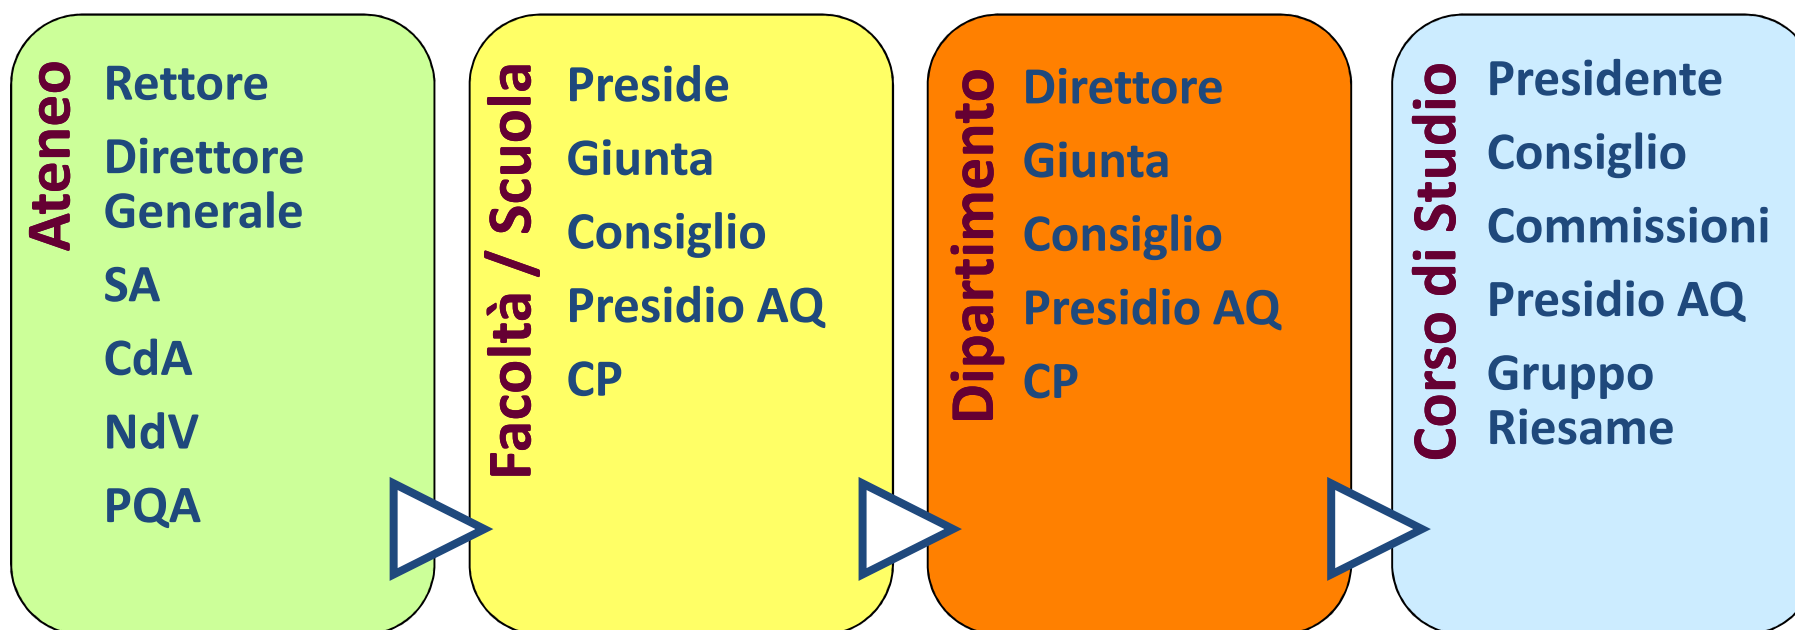 Ateneo
Rettore
Direttore
Generale
SA
CdA
NdV
PQA
Facoltà / Scuola
Preside
Giunta
Consiglio
Presidio AQ
CP
Dipartimento
Direttore
Giunta
Consiglio
Presidio AQ
CP
Corso di Studio
Presidente
Consiglio
Commissioni
Presidio AQ
Gruppo
Riesame